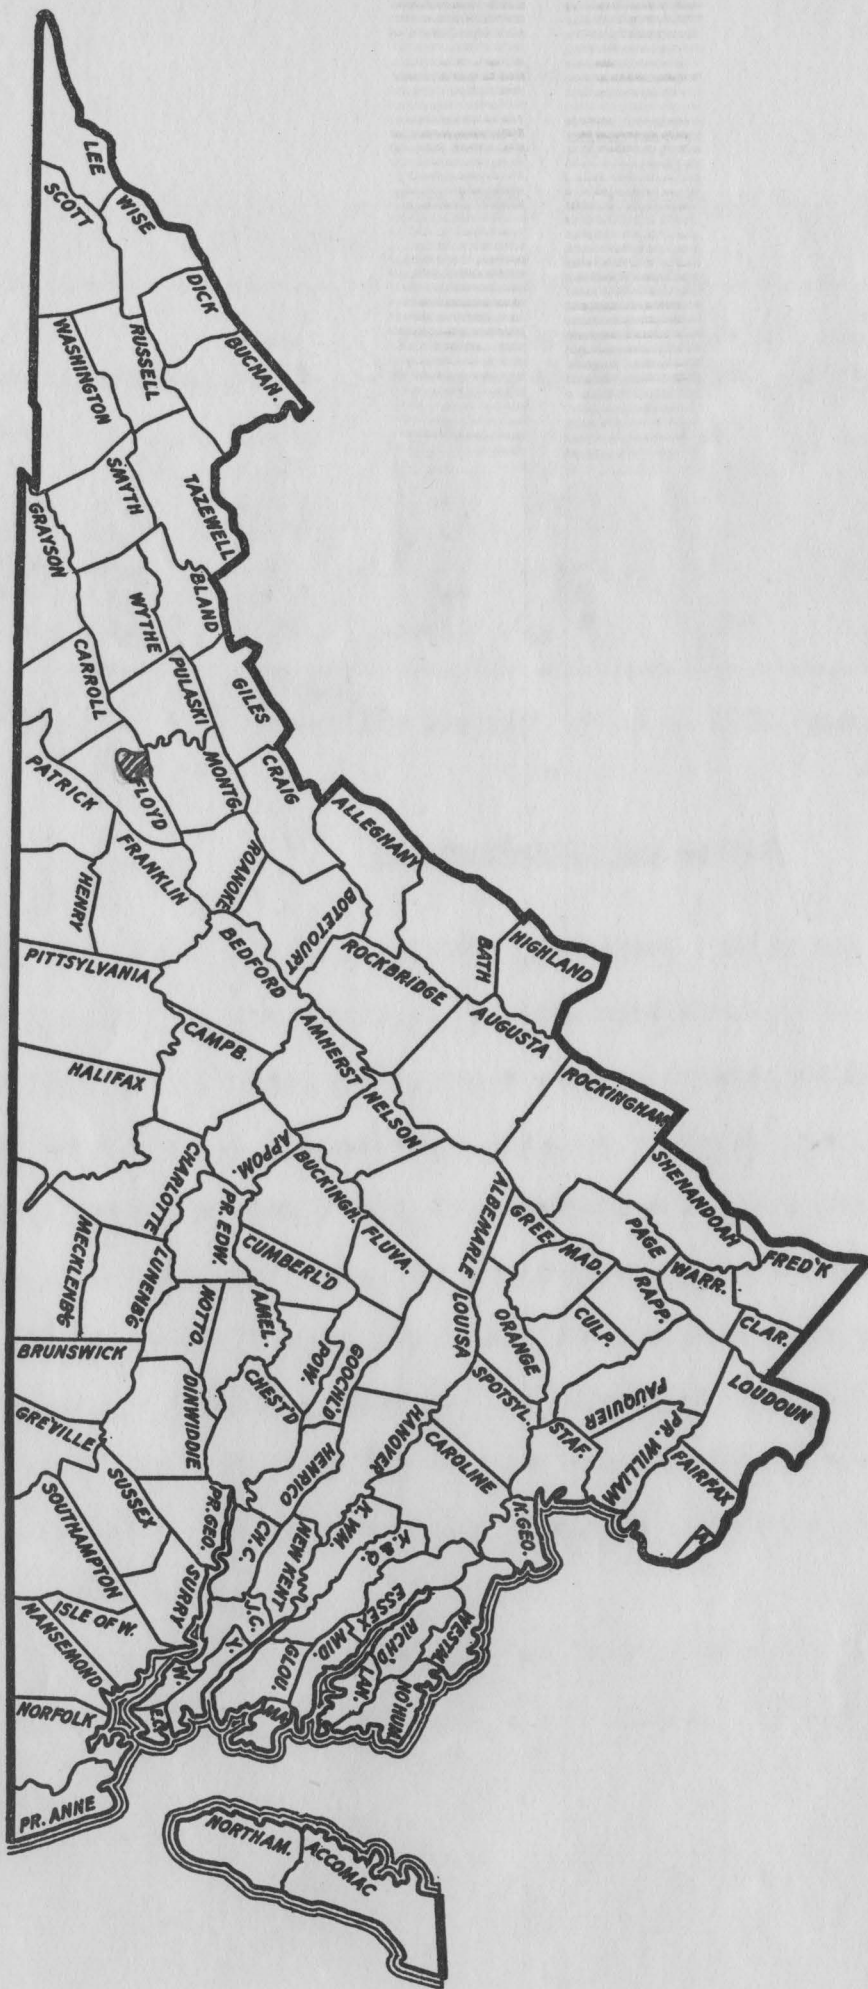 LEE
WISE
SCOTT
DICK
BUCHAN.
RUSSELL
WASHINGTON
SMYTH
TAZEWELL
GRAYSON
BLAND
WYTHE
CARROLL
PULASKI
GILES
PATRICK
FLOYD
MONTG.
CRAIG
ALLEGHANY
FRANKLIN
ROANOKE
HENRY
BOTETOURT
BEDFORD
ROCKBRIDGE
BATH
HIGHLAND
PITTSYLVANIA
CAMPB.
AMHERST
AUGUSTA
HALIFAX
NELSON.
ROCKINGHAM
APPOM.
CHARLOTTE
BUCKINGH.
SHENANDOAH
ALBEMARLE
GREE
PAGE
PR. EDW.
MECKLENB'G
LUNENB'G
CUMBERL'D
FLUVA.
MAD.
WARR.
FRED'K
RAPP.
CLAR.
NOTTO.
AMEL.
LOUISA
ORANGE
CULP.
BRUNSWICK
POW.
GOOCHL'D
SPOTSYL.
FAUQUIER
LOUDOUN
DINWIDDIE
CHEST'D
GRE'VILLE
HANOVER
STAF.
PR. WILLIAM
HENRICO
CAROLINE
FAIRFAX
SUSSEX
SOUTHAMPTON
PR. GEO.
CH. C.
NEW KENT
K. WM.
K. & Q.
K. GEO.
SURRY
J.C.
ESSEX
ISLE OF W.
RICH'D
WESTM.
NANSEMOND
Y.
W.
GLOU.
MID.
LAN.
NO'HUM.
NORFOLK
MA.
PR. ANNE
NORTHAM.
ACCOMAC